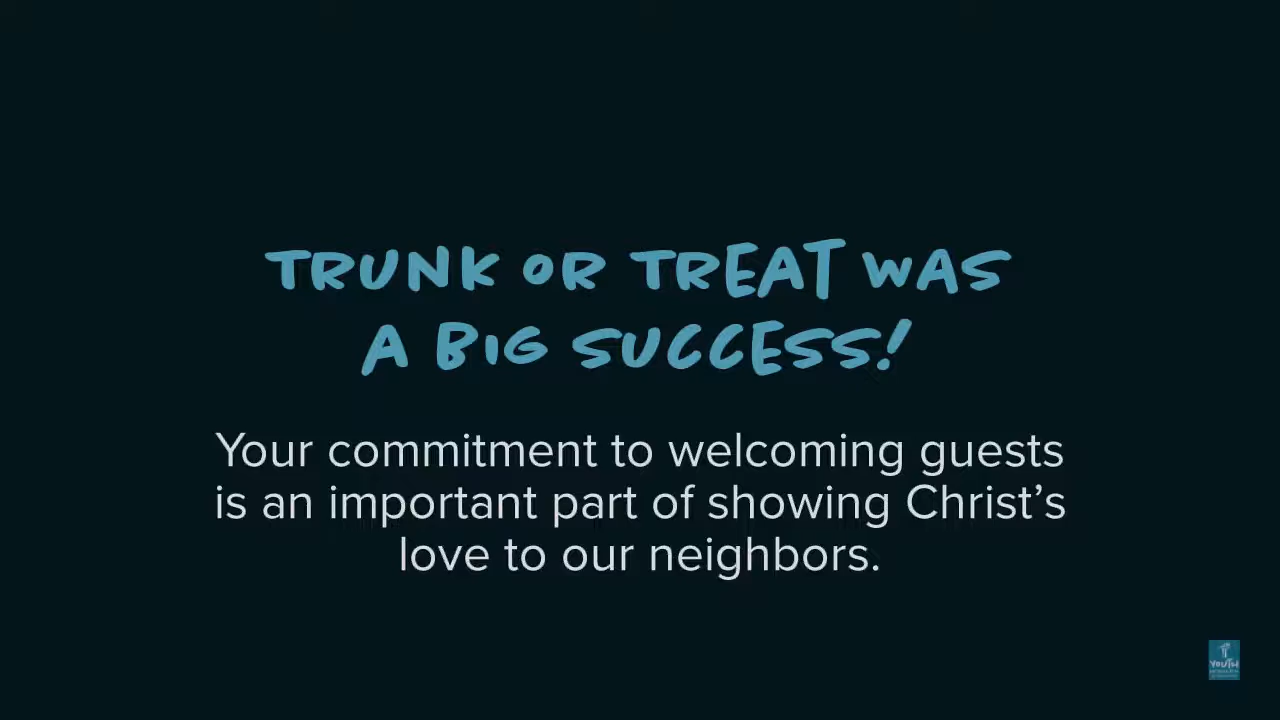 TRUNK OR TREAT WAS
A BIG SUCCESS!
Your commitment to welcoming guests
is an important part of showing Christ’s
love to our neighbors.
YOUTH